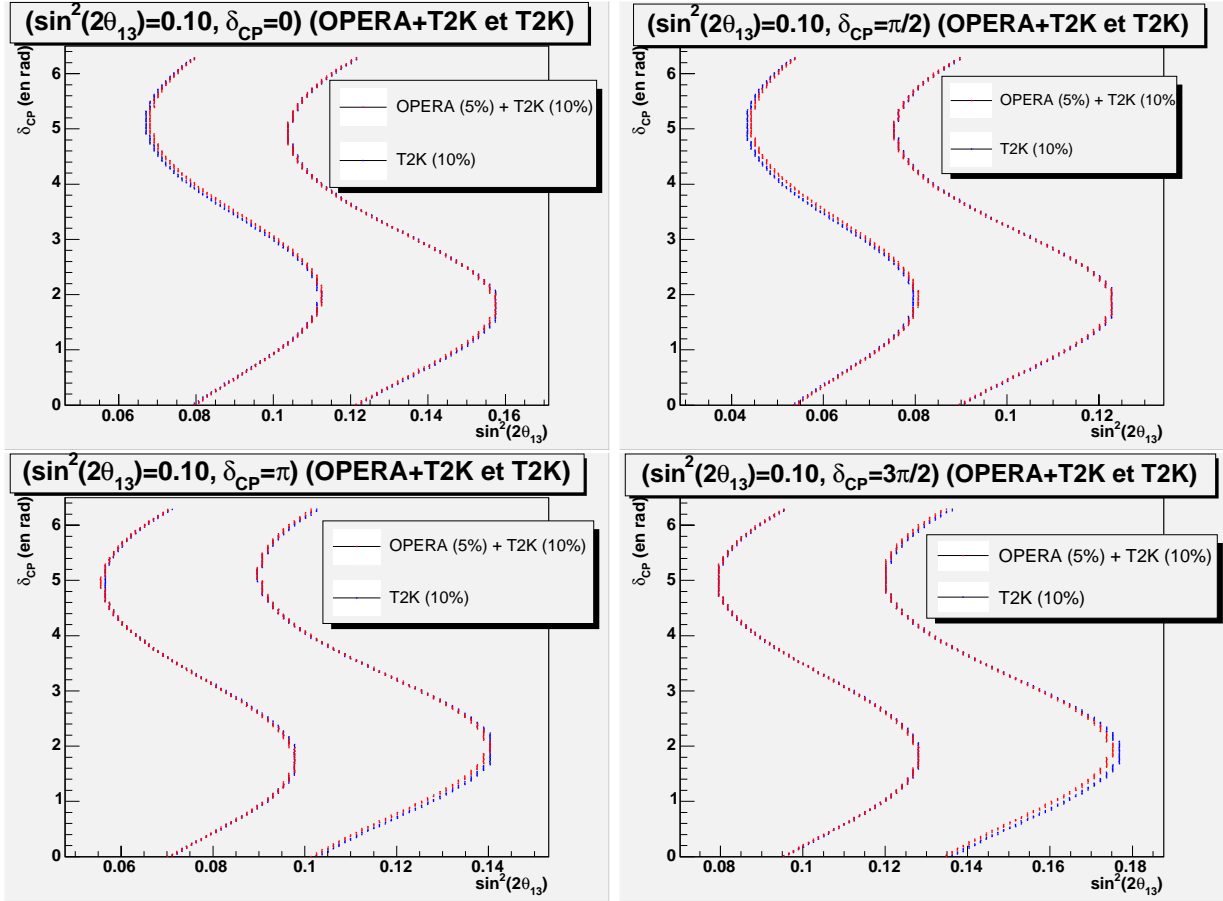 (sin²(2θ₁₃)=0.10, δ_CP=0) (OPERA+T2K et T2K)
δ_CP (en rad)
6
5
4
3
2
1
0
OPERA (5%) + T2K (10%)
T2K (10%)
0.06 0.08 0.1 0.12 0.14 0.16
sin²(2θ₁₃)
(sin²(2θ₁₃)=0.10, δ_CP=π/2) (OPERA+T2K et T2K)
δ_CP (en rad)
6
5
4
3
2
1
0
OPERA (5%) + T2K (10%)
T2K (10%)
0.04 0.06 0.08 0.1 0.12
sin²(2θ₁₃)
(sin²(2θ₁₃)=0.10, δ_CP=π) (OPERA+T2K et T2K)
δ_CP (en rad)
6
5
4
3
2
1
0
OPERA (5%) + T2K (10%)
T2K (10%)
0.06 0.08 0.1 0.12 0.14
sin²(2θ₁₃)
(sin²(2θ₁₃)=0.10, δ_CP=3π/2) (OPERA+T2K et T2K)
δ_CP (en rad)
6
5
4
3
2
1
0
OPERA (5%) + T2K (10%)
T2K (10%)
0.08 0.1 0.12 0.14 0.16 0.18
sin²(2θ₁₃)